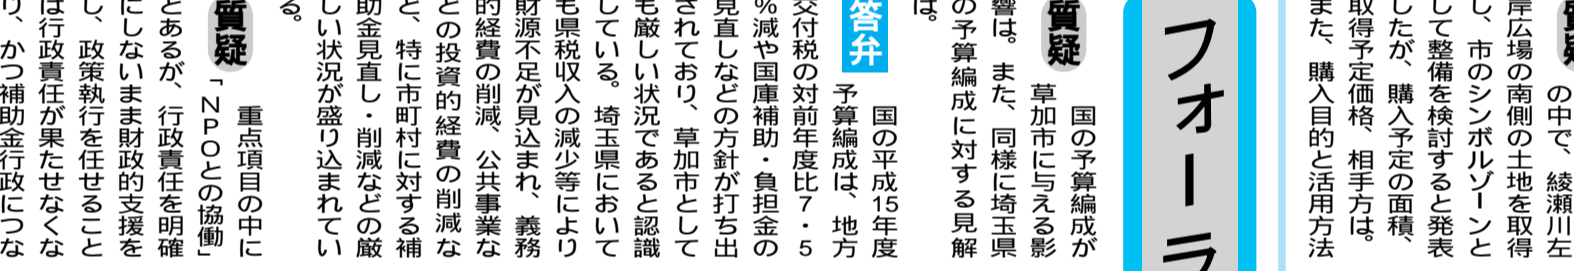 質疑
の中で、綾瀬川左
岸広場の南側の土地を取得
し、市のシンボルゾーンと
して整備を検討すると発表
したが、購入予定の面積、
取得予定価格、相手方は。
また、購入目的と活用方法
フォーラ
質疑
国の予算編成が
草加市に与える影
響は。また、同様に埼玉県
の予算編成に対する見解
は。
答弁
国の平成15年度
予算編成は、地方
交付税の対前年度比7・5
%減や国庫補助・負担金の
見直しなどの方針が打ち出
されており、草加市として
も厳しい状況であると認識
している。埼玉県において
も県税収入の減少等により
財源不足が見込まれ、義務
的経費の削減、公共事業な
どの投資的経費の削減な
ど、特に市町村に対する補
助金見直し・削減などの厳
しい状況が盛り込まれてい
る。
質疑
重点項目の中に
「NPOとの協働」
とあるが、行政責任を明確
にしないまま財政的支援を
し、政策執行を任せること
は行政責任が果たせなくな
り、かつ補助金行政につな